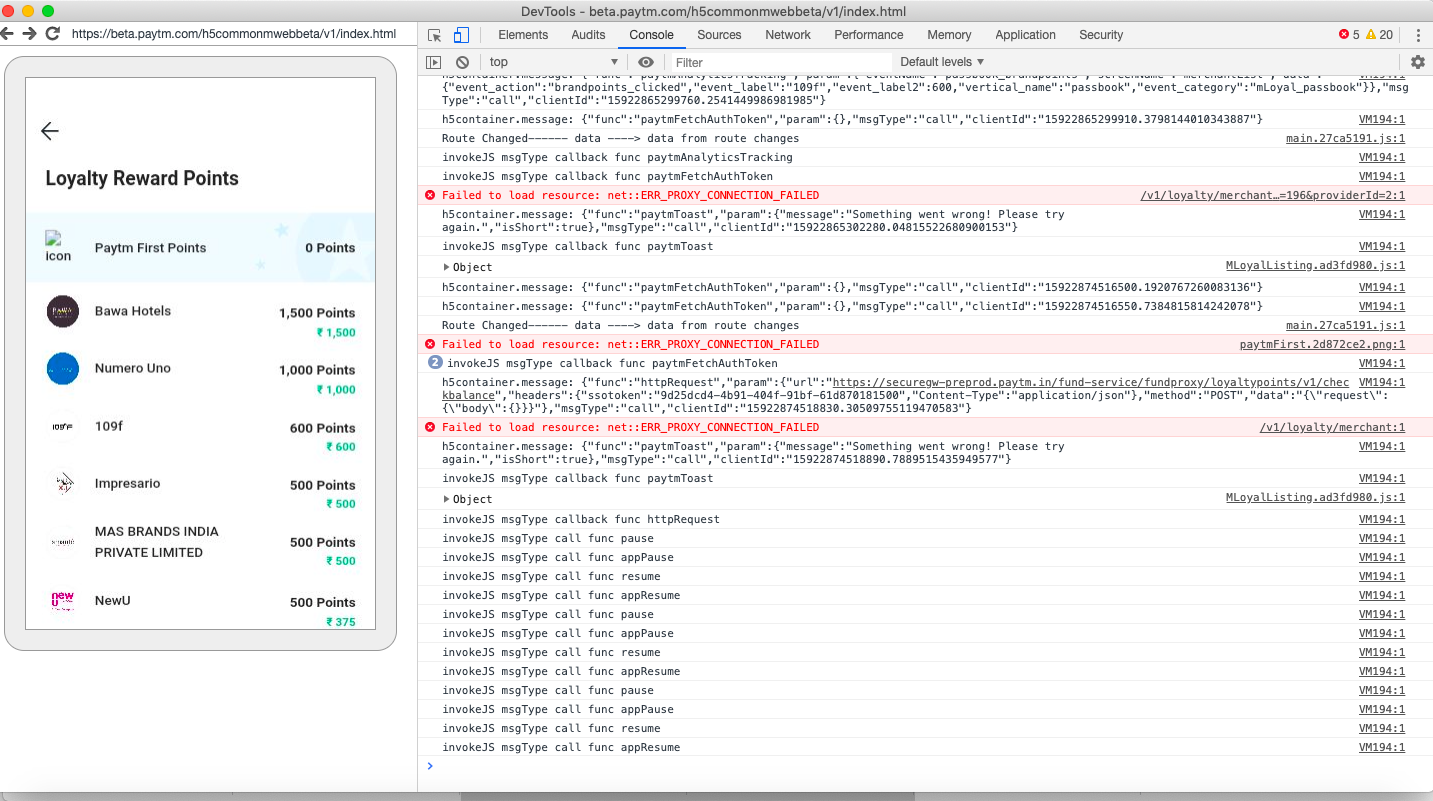 DevTools - beta.paytm.com/h5commonmwebbeta/v1/index.html
https://beta.paytm.com/h5commonmwebbeta/v1/index.html
Loyalty Reward Points
icon
Paytm First Points
0 Points
Bawa Hotels
1,500 Points
₹ 1,500
Numero Uno
1,000 Points
₹ 1,000
109f
600 Points
₹ 600
Impresario
500 Points
₹ 500
MAS BRANDS INDIA
PRIVATE LIMITED
500 Points
₹ 500
new
U
NewU
500 Points
₹ 375
Elements Audits Console Sources Network Performance Memory Application Security 5 20
top Filter Default levels
h5container.message: {"func":"paytmAnalyticsTracking","param":{"eventName":"passbook_brandpoints","screenName":"merchantList","data": VM194:1
{"event_action":"brandpoints_clicked","event_label":"109f","event_label2":600,"vertical_name":"passbook","event_category":"mLoyal_passbook"}},"msg
Type":"call","clientId":"15922865299760.2541449986981985"}
h5container.message: {"func":"paytmFetchAuthToken","param":{},"msgType":"call","clientId":"15922865299910.3798144010343887"} VM194:1
Route Changed------ data ----> data from route changes main.27ca5191.js:1
invokeJS msgType callback func paytmAnalyticsTracking VM194:1
invokeJS msgType callback func paytmFetchAuthToken VM194:1
Failed to load resource: net::ERR_PROXY_CONNECTION_FAILED /v1/loyalty/merchant…=196&providerId=2:1
h5container.message: {"func":"paytmToast","param":{"message":"Something went wrong! Please try VM194:1
again.","isShort":true},"msgType":"call","clientId":"15922865302280.04815522680900153"}
invokeJS msgType callback func paytmToast VM194:1
Object MLoyalListing.ad3fd980.js:1
h5container.message: {"func":"paytmFetchAuthToken","param":{},"msgType":"call","clientId":"15922874516500.1920767260083136"} VM194:1
h5container.message: {"func":"paytmFetchAuthToken","param":{},"msgType":"call","clientId":"15922874516550.7384815814242078"} VM194:1
Route Changed------ data ----> data from route changes main.27ca5191.js:1
Failed to load resource: net::ERR_PROXY_CONNECTION_FAILED paytmFirst.2d872ce2.png:1
2 invokeJS msgType callback func paytmFetchAuthToken VM194:1
h5container.message: {"func":"httpRequest","param":{"url":"https://securegw-preprod.paytm.in/fund-service/fundproxy/loyaltypoints/v1/chec VM194:1
kbalance","headers":{"ssotoken":"9d25dcd4-4b91-404f-91bf-61d870181500","Content-Type":"application/json"},"method":"POST","data":"{\"request\":
{\"body\":{}}}"},"msgType":"call","clientId":"15922874518830.30509755119470583"}
Failed to load resource: net::ERR_PROXY_CONNECTION_FAILED /v1/loyalty/merchant:1
h5container.message: {"func":"paytmToast","param":{"message":"Something went wrong! Please try VM194:1
again.","isShort":true},"msgType":"call","clientId":"15922874518890.7889515435949577"}
invokeJS msgType callback func paytmToast VM194:1
Object MLoyalListing.ad3fd980.js:1
invokeJS msgType callback func httpRequest VM194:1
invokeJS msgType call func pause VM194:1
invokeJS msgType call func appPause VM194:1
invokeJS msgType call func resume VM194:1
invokeJS msgType call func appResume VM194:1
invokeJS msgType call func pause VM194:1
invokeJS msgType call func appPause VM194:1
invokeJS msgType call func resume VM194:1
invokeJS msgType call func appResume VM194:1
invokeJS msgType call func pause VM194:1
invokeJS msgType call func appPause VM194:1
invokeJS msgType call func resume VM194:1
invokeJS msgType call func appResume VM194:1